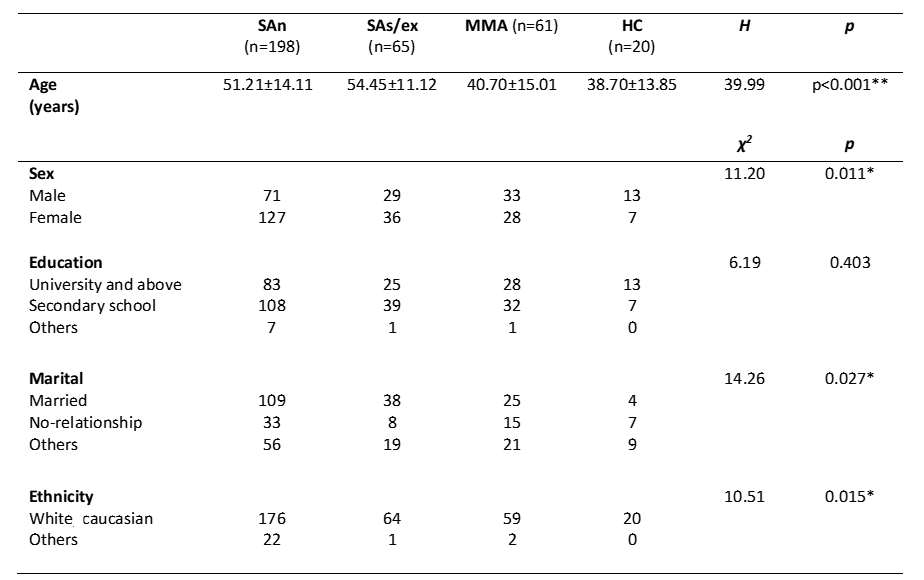 SAn SAs/ex MMA (n=61) HC H p
(n=198) (n=65) (n=20)
Age 51.21±14.11 54.45±11.12 40.70±15.01 38.70±13.85 39.99 p<0.001**
(years)
χ² p
Sex 11.20 0.011*
Male 71 29 33 13
Female 127 36 28 7
Education 6.19 0.403
University and above 83 25 28 13
Secondary school 108 39 32 7
Others 7 1 1 0
Marital 14.26 0.027*
Married 109 38 25 4
No-relationship 33 8 15 7
Others 56 19 21 9
Ethnicity 10.51 0.015*
White, caucasian 176 64 59 20
Others 22 1 2 0